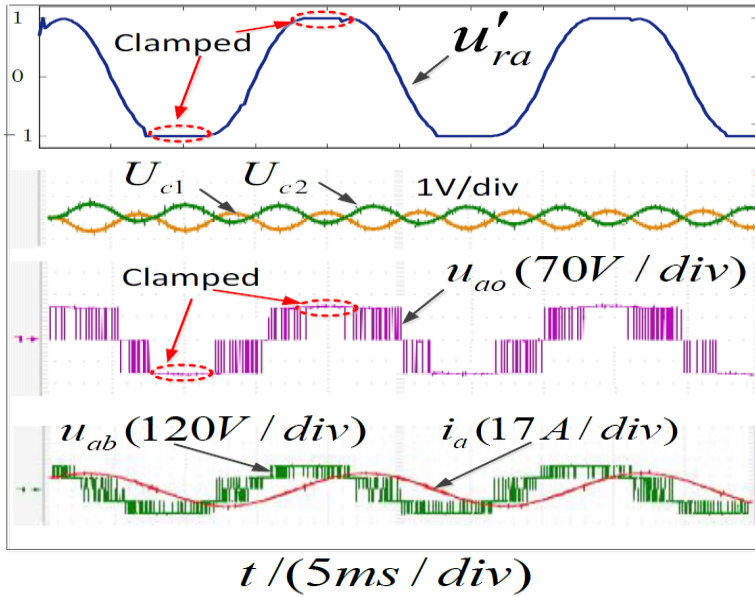 1
Clamped
u'ra
0
−1
Uc1
Uc2
1V/div
Clamped
uao(70V / div)
uab(120V / div)
ia(17A / div)
t /(5ms / div)